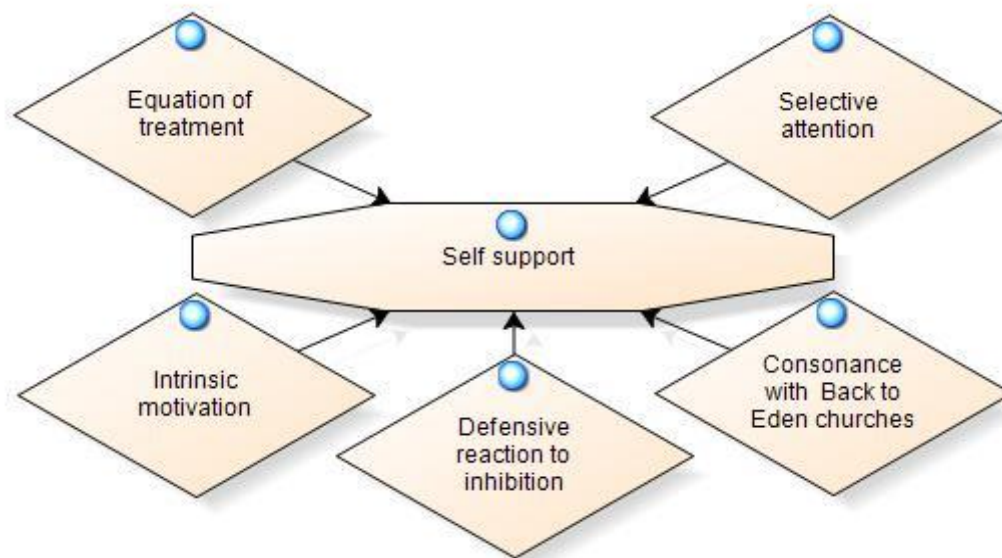 Equation of
treatment
Selective
attention
Self support
Intrinsic
motivation
Defensive
reaction to
inhibition
Consonance
with Back to
Eden churches